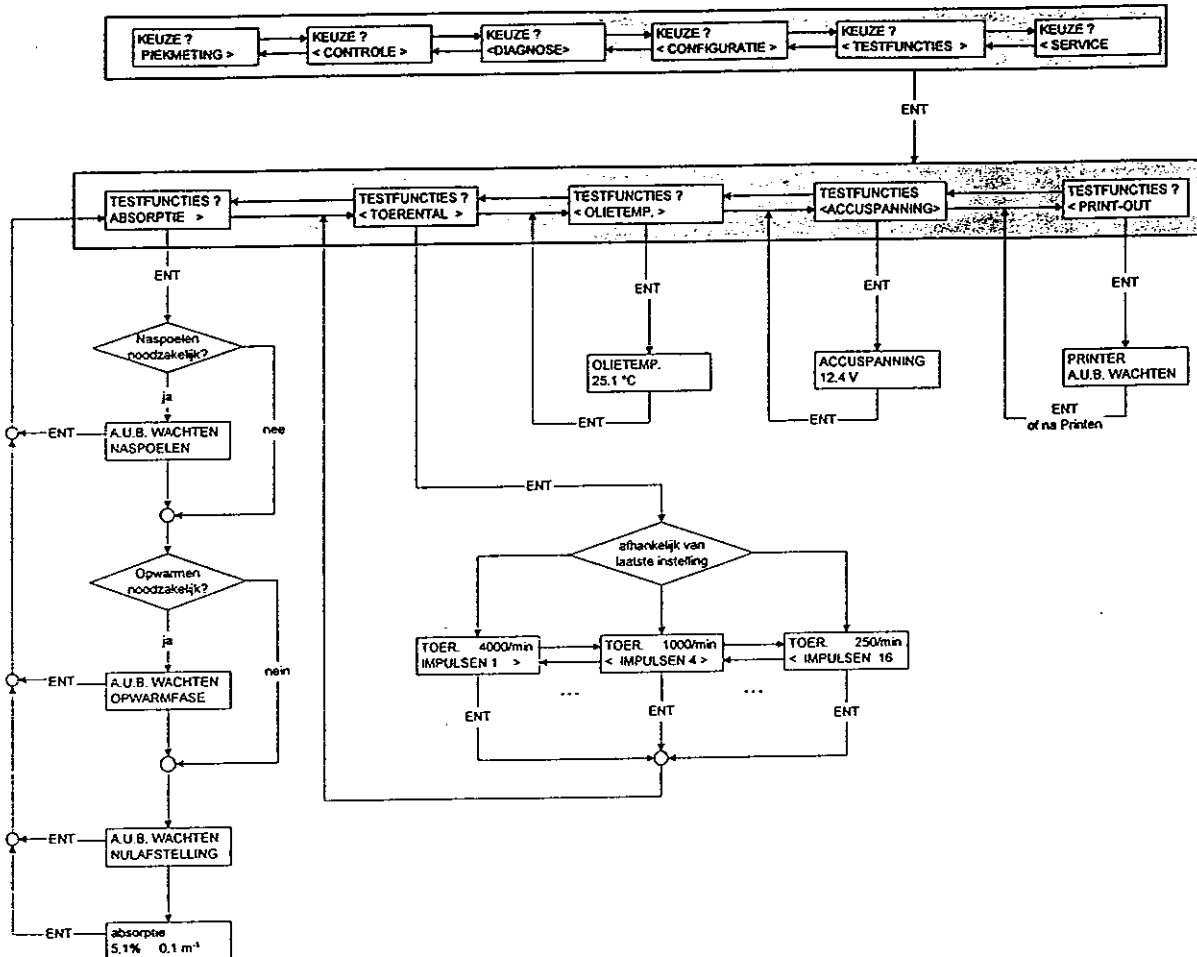 KEUZE ?
PIEKMETING >
KEUZE ?
< CONTROLE >
KEUZE ?
<DIAGNOSE>
KEUZE ?
< CONFIGURATIE >
KEUZE ?
< TESTFUNCTIES >
KEUZE ?
< SERVICE
ENT
TESTFUNCTIES ?
ABSORPTIE >
TESTFUNCTIES ?
< TOERENTAL >
TESTFUNCTIES ?
< OLIETEMP. >
TESTFUNCTIES
<ACCUSPANNING>
TESTFUNCTIES ?
< PRINT-OUT
ENT
ENT
ENT
ENT
Naspoelen
noodzakelijk?
OLIETEMP.
25.1 °C
ACCUSPANNING
12.4 V
PRINTER
A.U.B. WACHTEN
ja
nee
ENT
ENT
ENT
of na Printen
ENT
A.U.B. WACHTEN
NASPOELEN
ENT
afhankelijk van
laatste instelling
Opwarmen
noodzakelijk?
ja
nein
TOER. 4000/min
IMPULSEN 1 >
TOER. 1000/min
< IMPULSEN 4 >
TOER. 250/min
< IMPULSEN 16
...
...
ENT
A.U.B. WACHTEN
OPWARMFASE
ENT
ENT
ENT
ENT
A.U.B. WACHTEN
NULAFSTELLING
ENT
absorptie
5,1% 0.1 m⁻¹